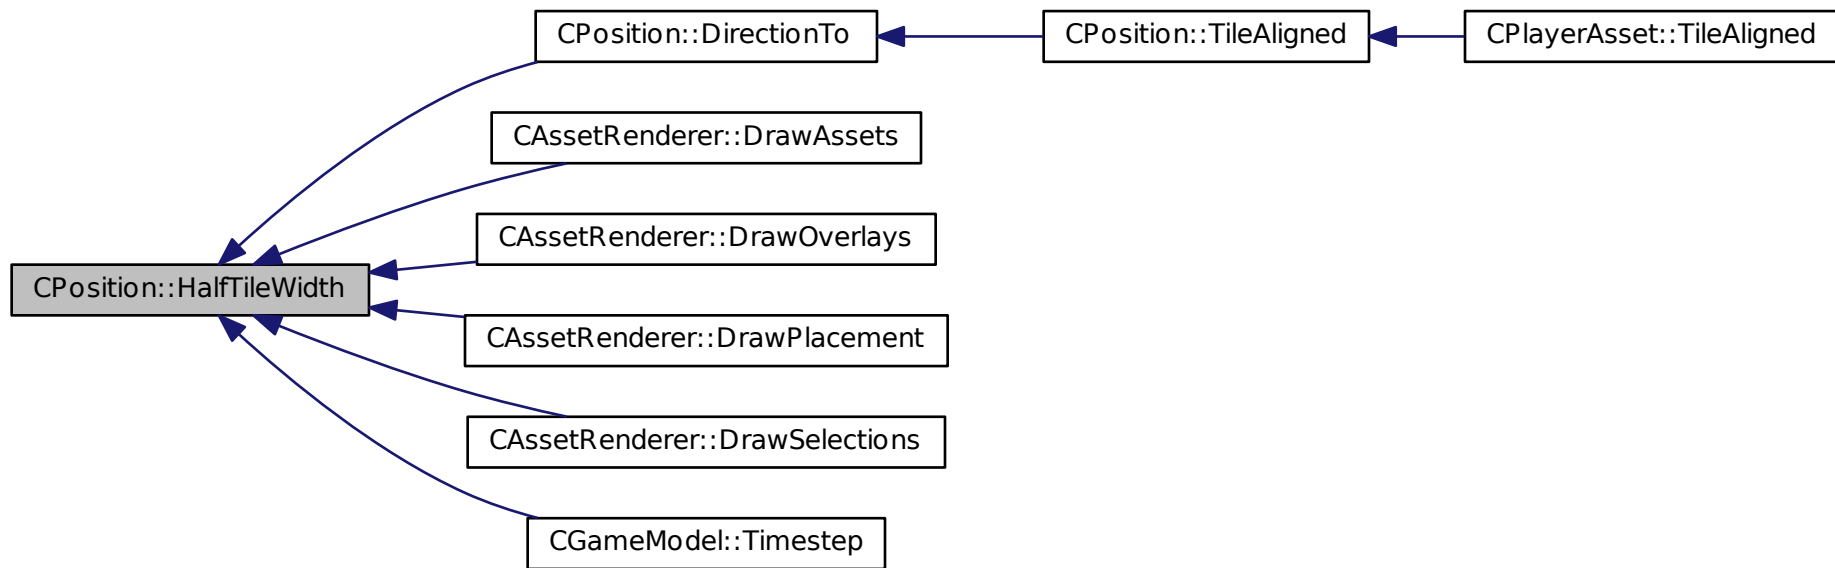 CPosition::DirectionTo
CPosition::TileAligned
CPlayerAsset::TileAligned
CAssetRenderer::DrawAssets
CAssetRenderer::DrawOverlays
CPosition::HalfTileWidth
CAssetRenderer::DrawPlacement
CAssetRenderer::DrawSelections
CGameModel::Timestep